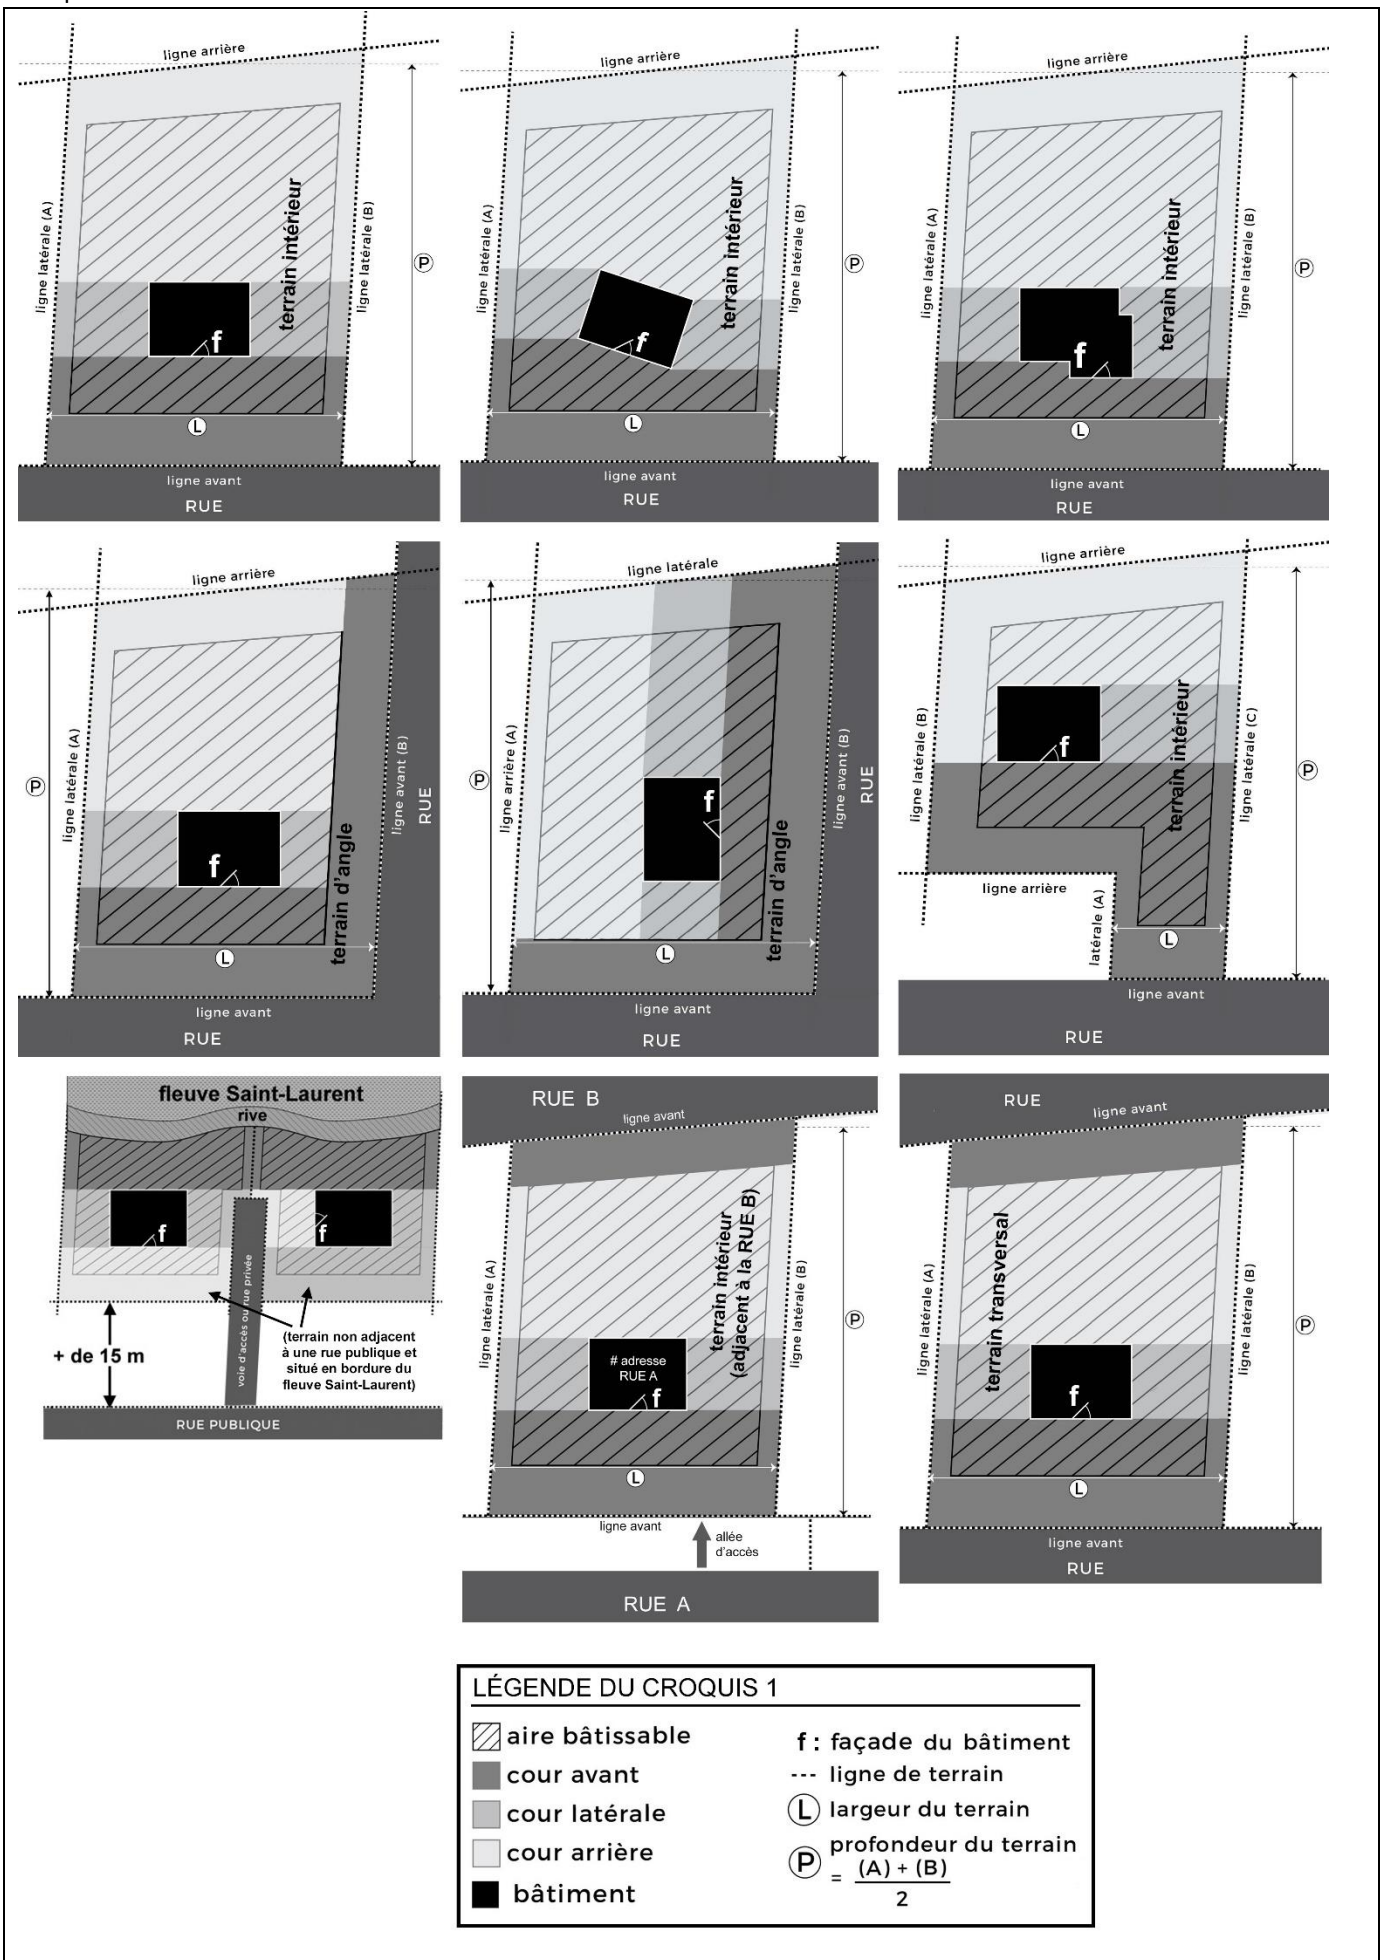 ligne arrière
ligne latérale (A)
terrain intérieur
ligne latérale (B)
P
f
L
ligne avant
RUE
ligne arrière
ligne latérale (A)
terrain intérieur
ligne latérale (B)
P
f
L
ligne avant
RUE
ligne arrière
ligne latérale (A)
terrain intérieur
ligne latérale (B)
P
f
L
ligne avant
RUE
ligne arrière
P
ligne latérale (A)
f
terrain d'angle
ligne avant (B)
RUE
L
ligne avant
RUE
ligne latérale
P
ligne arrière (A)
f
terrain d'angle
ligne avant (B)
RUE
L
ligne avant
RUE
ligne arrière
ligne latérale (B)
f
terrain intérieur
ligne latérale (C)
P
ligne arrière
latérale (A)
L
ligne avant
RUE
fleuve Saint-Laurent
rive
f
f
voie d'accès ou rue privée
+ de 15 m
(terrain non adjacent
à une rue publique et
situé en bordure du
fleuve Saint-Laurent)
RUE PUBLIQUE
RUE B
ligne avant
ligne latérale (A)
terrain intérieur
(adjacent à la RUE B)
ligne latérale (B)
P
# adresse
RUE A
f
L
ligne avant
allée
d'accès
RUE A
RUE
ligne avant
ligne latérale (A)
terrain transversal
ligne latérale (B)
P
f
L
ligne avant
RUE
LÉGENDE DU CROQUIS 1
aire bâtissable
cour avant
cour latérale
cour arrière
bâtiment
f : façade du bâtiment
--- ligne de terrain
L largeur du terrain
P profondeur du terrain
= (A) + (B)
2